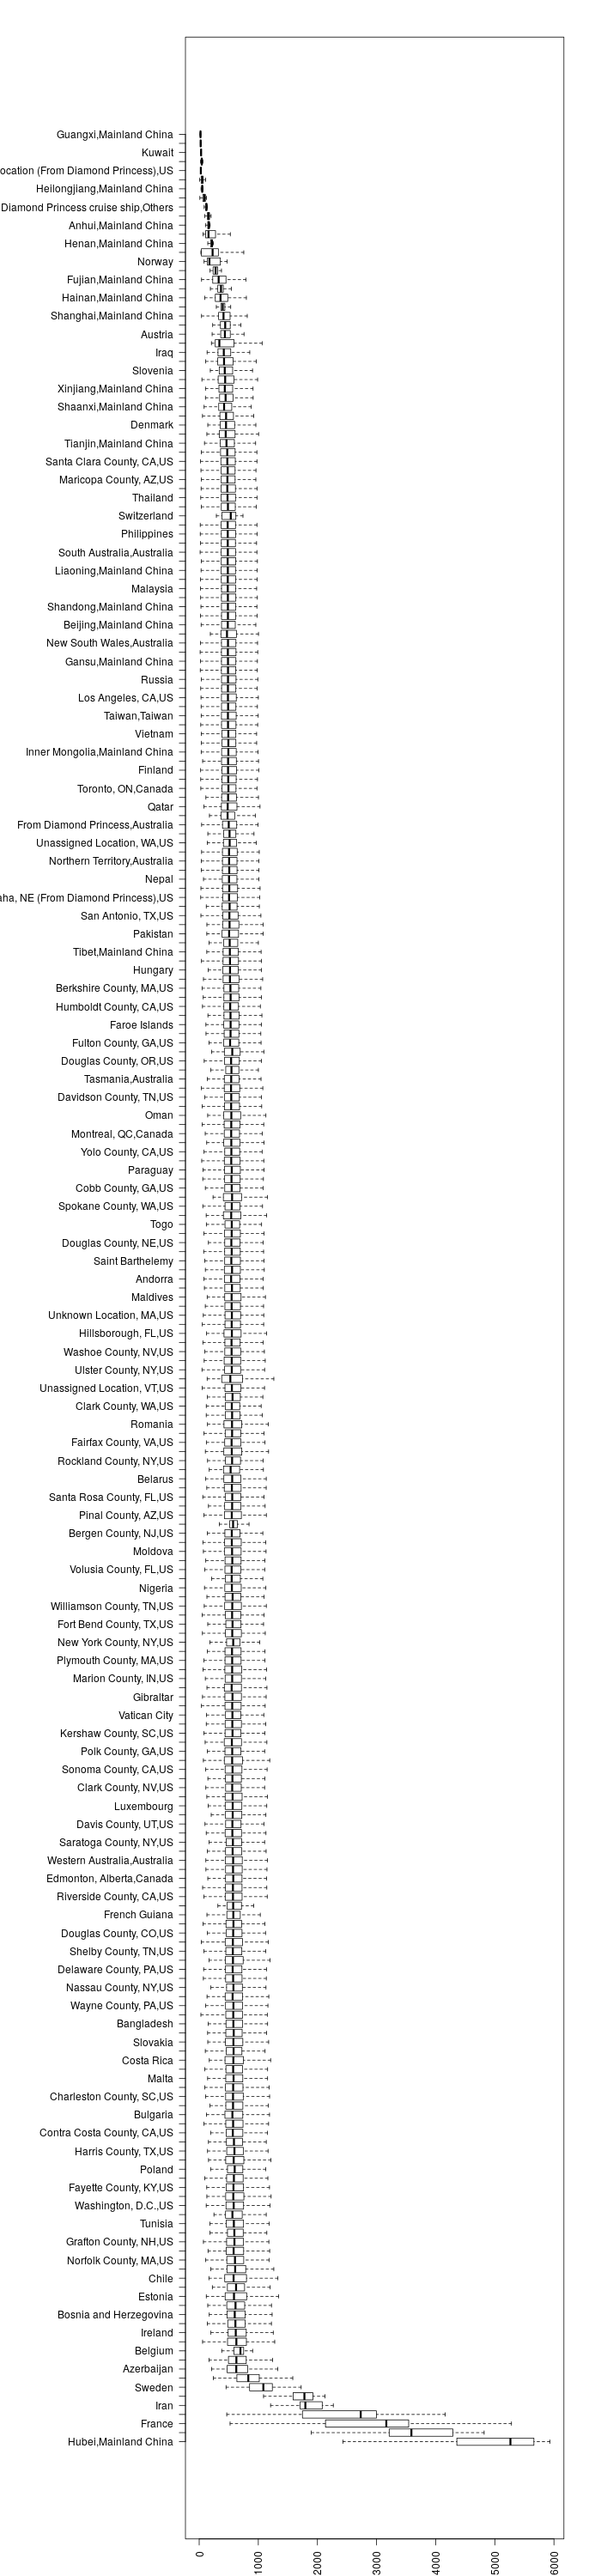 Guangxi,Mainland China
Kuwait
ocation (From Diamond Princess),US
Heilongjiang,Mainland China
Diamond Princess cruise ship,Others
Anhui,Mainland China
Henan,Mainland China
Norway
Fujian,Mainland China
Hainan,Mainland China
Shanghai,Mainland China
Austria
Iraq
Slovenia
Xinjiang,Mainland China
Shaanxi,Mainland China
Denmark
Tianjin,Mainland China
Santa Clara County, CA,US
Maricopa County, AZ,US
Thailand
Switzerland
Philippines
South Australia,Australia
Liaoning,Mainland China
Malaysia
Shandong,Mainland China
Beijing,Mainland China
New South Wales,Australia
Gansu,Mainland China
Russia
Los Angeles, CA,US
Taiwan,Taiwan
Vietnam
Inner Mongolia,Mainland China
Finland
Toronto, ON,Canada
Qatar
From Diamond Princess,Australia
Unassigned Location, WA,US
Northern Territory,Australia
Nepal
aha, NE (From Diamond Princess),US
San Antonio, TX,US
Pakistan
Tibet,Mainland China
Hungary
Berkshire County, MA,US
Humboldt County, CA,US
Faroe Islands
Fulton County, GA,US
Douglas County, OR,US
Tasmania,Australia
Davidson County, TN,US
Oman
Montreal, QC,Canada
Yolo County, CA,US
Paraguay
Cobb County, GA,US
Spokane County, WA,US
Togo
Douglas County, NE,US
Saint Barthelemy
Andorra
Maldives
Unknown Location, MA,US
Hillsborough, FL,US
Washoe County, NV,US
Ulster County, NY,US
Unassigned Location, VT,US
Clark County, WA,US
Romania
Fairfax County, VA,US
Rockland County, NY,US
Belarus
Santa Rosa County, FL,US
Pinal County, AZ,US
Bergen County, NJ,US
Moldova
Volusia County, FL,US
Nigeria
Williamson County, TN,US
Fort Bend County, TX,US
New York County, NY,US
Plymouth County, MA,US
Marion County, IN,US
Gibraltar
Vatican City
Kershaw County, SC,US
Polk County, GA,US
Sonoma County, CA,US
Clark County, NV,US
Luxembourg
Davis County, UT,US
Saratoga County, NY,US
Western Australia,Australia
Edmonton, Alberta,Canada
Riverside County, CA,US
French Guiana
Douglas County, CO,US
Shelby County, TN,US
Delaware County, PA,US
Nassau County, NY,US
Wayne County, PA,US
Bangladesh
Slovakia
Costa Rica
Malta
Charleston County, SC,US
Bulgaria
Contra Costa County, CA,US
Harris County, TX,US
Poland
Fayette County, KY,US
Washington, D.C.,US
Tunisia
Grafton County, NH,US
Norfolk County, MA,US
Chile
Estonia
Bosnia and Herzegovina
Ireland
Belgium
Azerbaijan
Sweden
Iran
France
Hubei,Mainland China
0
1000
2000
3000
4000
5000
6000